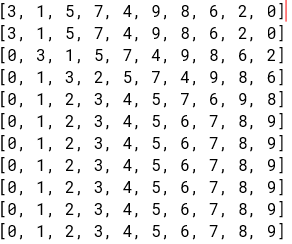 [3, 1, 5, 7, 4, 9, 8, 6, 2, 0]
[3, 1, 5, 7, 4, 9, 8, 6, 2, 0]
[0, 3, 1, 5, 7, 4, 9, 8, 6, 2]
[0, 1, 3, 2, 5, 7, 4, 9, 8, 6]
[0, 1, 2, 3, 4, 5, 7, 6, 9, 8]
[0, 1, 2, 3, 4, 5, 6, 7, 8, 9]
[0, 1, 2, 3, 4, 5, 6, 7, 8, 9]
[0, 1, 2, 3, 4, 5, 6, 7, 8, 9]
[0, 1, 2, 3, 4, 5, 6, 7, 8, 9]
[0, 1, 2, 3, 4, 5, 6, 7, 8, 9]
[0, 1, 2, 3, 4, 5, 6, 7, 8, 9]